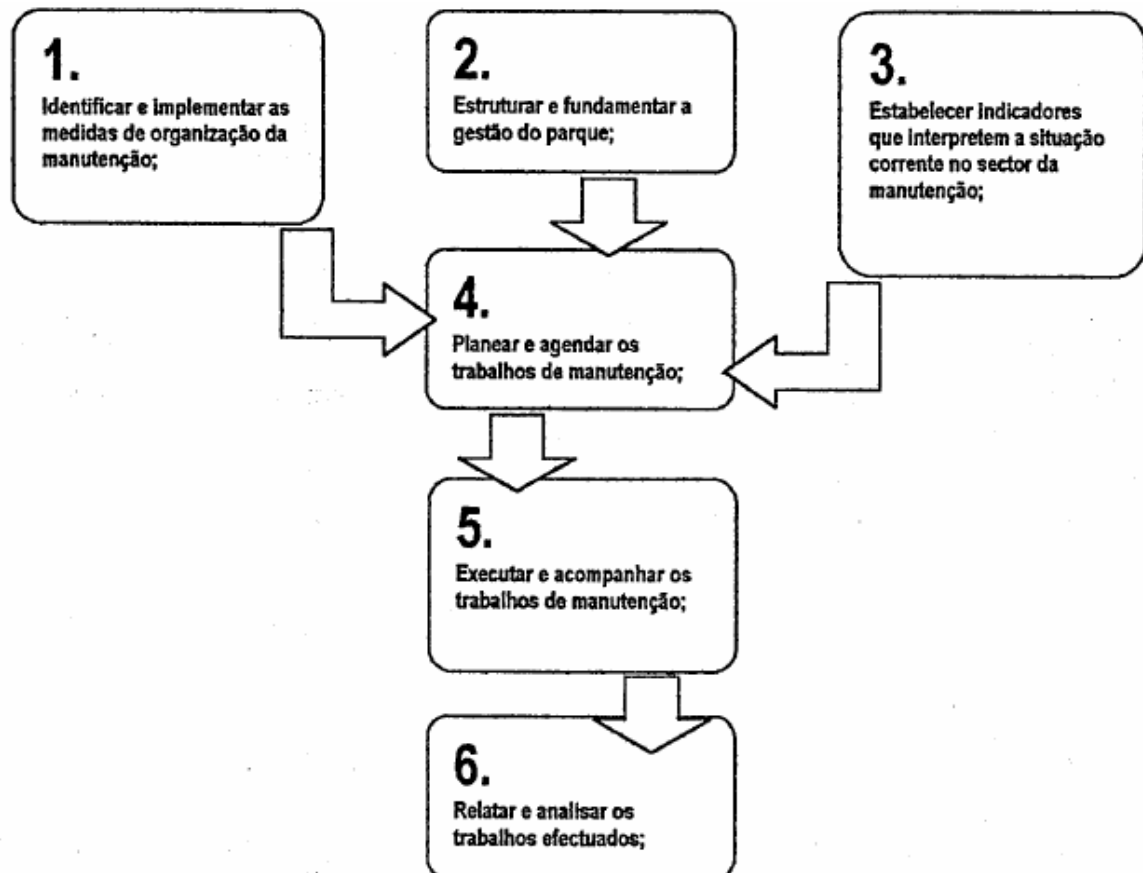 1.
Identificar e implementar as
medidas de organização da
manutenção;
2.
Estruturar e fundamentar a
gestão do parque;
3.
Estabelecer indicadores
que interpretem a situação
corrente no sector da
manutenção;
4.
Planear e agendar os
trabalhos de manutenção;
5.
Executar e acompanhar os
trabalhos de manutenção;
6.
Relatar e analisar os
trabalhos efectuados;